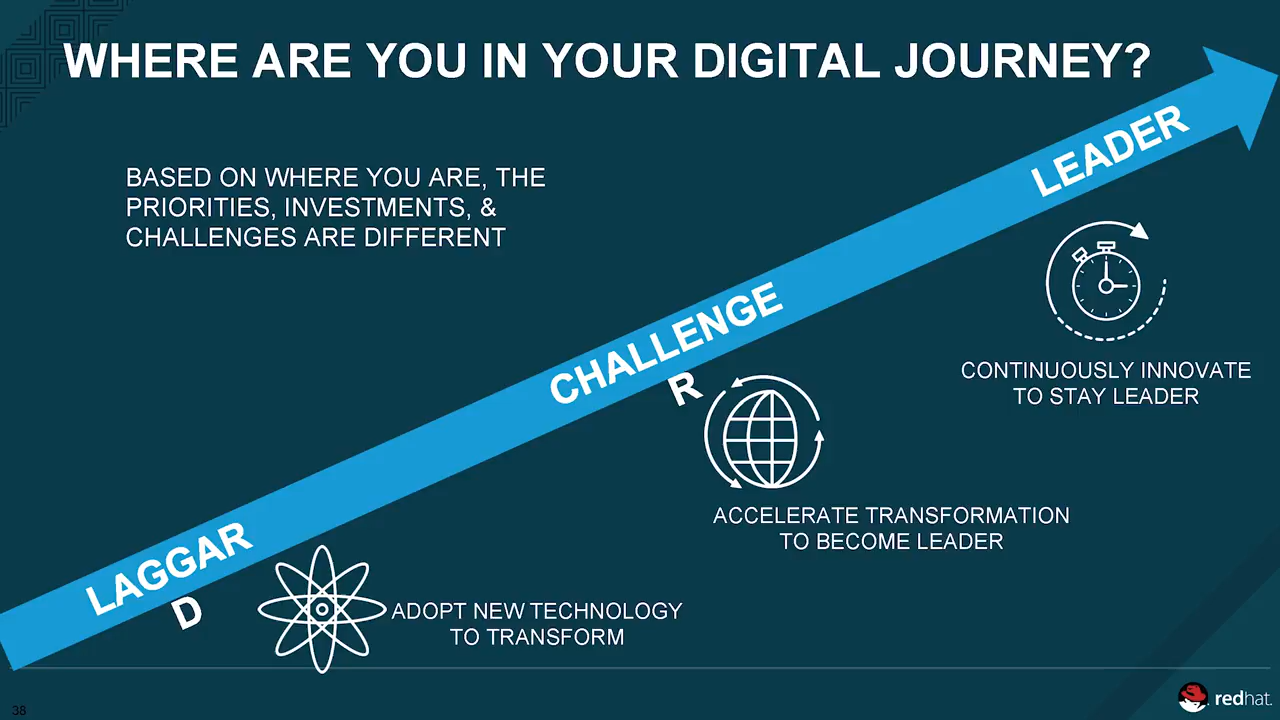 WHERE ARE YOU IN YOUR DIGITAL JOURNEY?
BASED ON WHERE YOU ARE, THE
PRIORITIES, INVESTMENTS, &
CHALLENGES ARE DIFFERENT
LEADER
CONTINUOUSLY INNOVATE
TO STAY LEADER
CHALLENGE
R
ACCELERATE TRANSFORMATION
TO BECOME LEADER
LAGGAR
D
ADOPT NEW TECHNOLOGY
TO TRANSFORM
38
redhat.